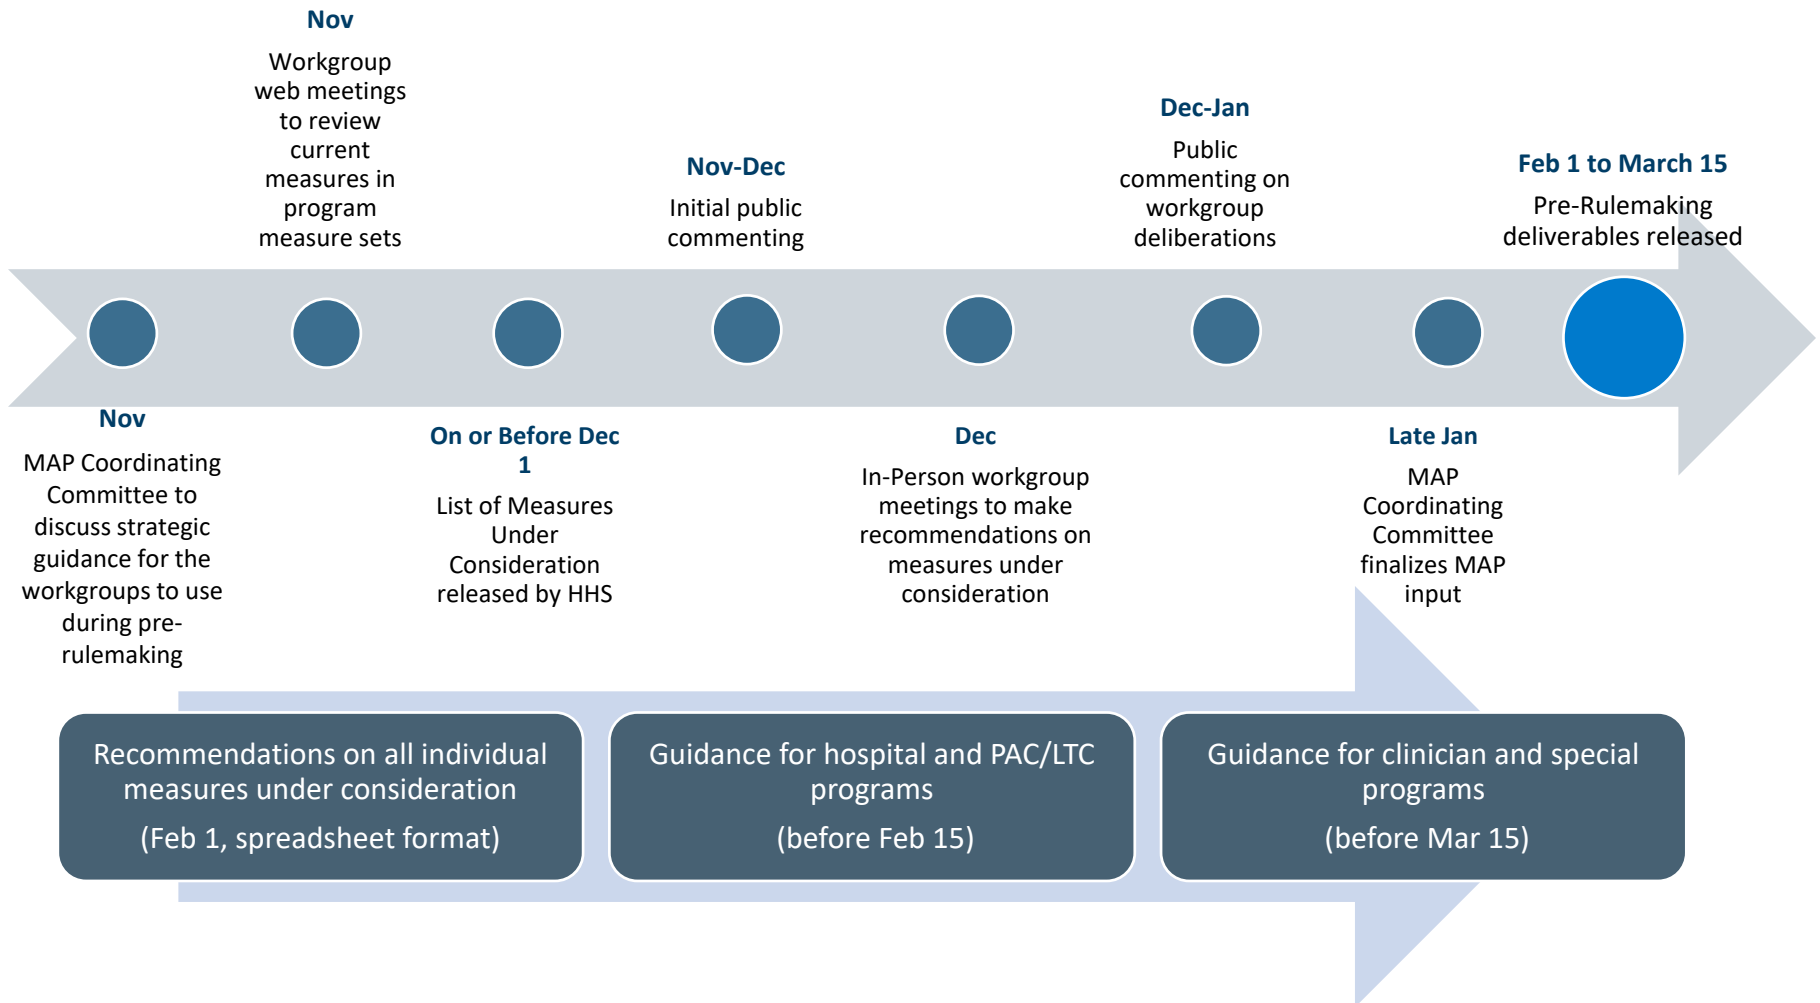 Nov
Workgroup
web meetings
to review
current
measures in
program
measure sets
Nov-Dec
Initial public
commenting
Dec-Jan
Public
commenting on
workgroup
deliberations
Feb 1 to March 15
Pre-Rulemaking
deliverables released
Nov
MAP Coordinating
Committee to
discuss strategic
guidance for the
workgroups to use
during pre-
rulemaking
On or Before Dec
1
List of Measures
Under
Consideration
released by HHS
Dec
In-Person workgroup
meetings to make
recommendations on
measures under
consideration
Late Jan
MAP
Coordinating
Committee
finalizes MAP
input
Recommendations on all individual
measures under consideration
(Feb 1, spreadsheet format)
Guidance for hospital and PAC/LTC
programs
(before Feb 15)
Guidance for clinician and special
programs
(before Mar 15)